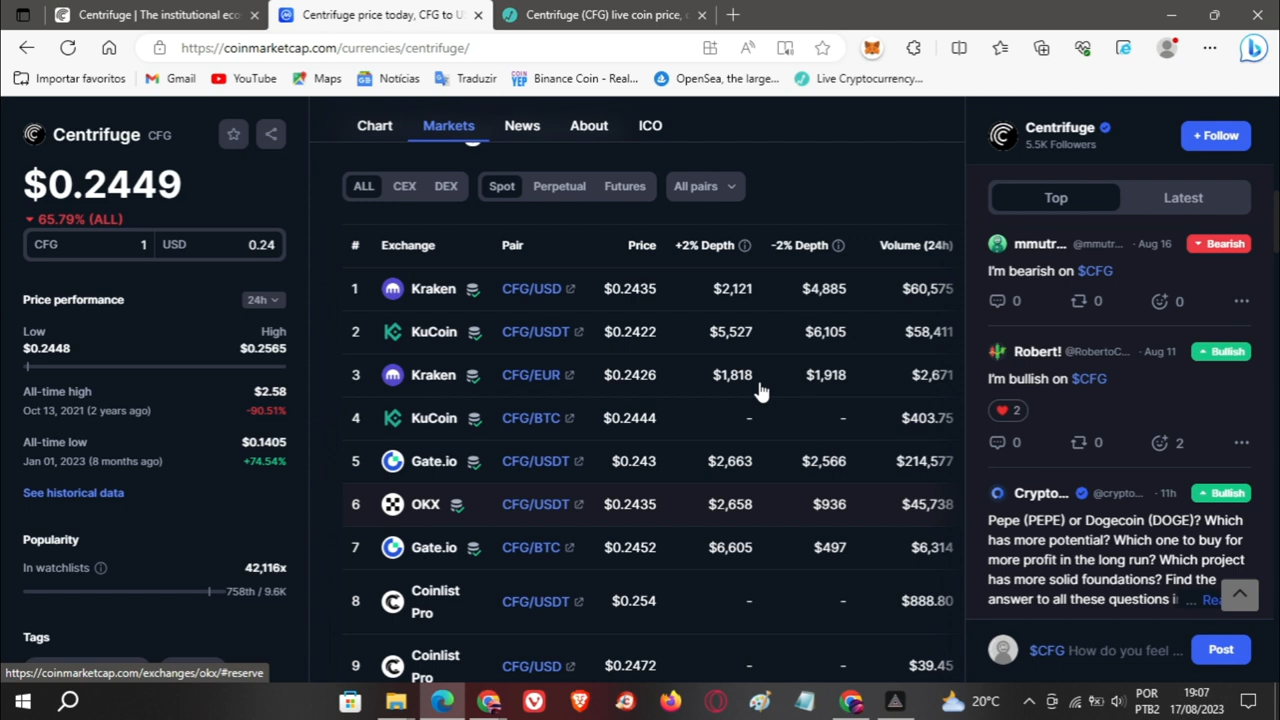 Centrifuge | The institutional eco
Centrifuge price today, CFG to U
Centrifuge (CFG) live coin price,
https://coinmarketcap.com/currencies/centrifuge/
Importar favoritos
Gmail
YouTube
Maps
Notícias
Traduzir
Binance Coin - Real...
OpenSea, the large...
Live Cryptocurrency...
Centrifuge CFG
$0.2449
65.79% (ALL)
CFG 1 USD 0.24
Price performance 24h
Low High
$0.2448 $0.2565
All-time high $2.58
Oct 13, 2021 (2 years ago) -90.51%
All-time low $0.1405
Jan 01, 2023 (8 months ago) +74.54%
See historical data
Popularity
In watchlists 42,116x
758th / 9.6K
Tags
https://coinmarketcap.com/exchanges/okx/#reserve
Chart Markets News About ICO
ALL CEX DEX Spot Perpetual Futures All pairs
# Exchange Pair Price +2% Depth -2% Depth Volume (24h)
1 Kraken CFG/USD $0.2435 $2,121 $4,885 $60,575
2 KuCoin CFG/USDT $0.2422 $5,527 $6,105 $58,411
3 Kraken CFG/EUR $0.2426 $1,818 $1,918 $2,671
4 KuCoin CFG/BTC $0.2444 - - $403.75
5 Gate.io CFG/USDT $0.243 $2,663 $2,566 $214,577
6 OKX CFG/USDT $0.2435 $2,658 $936 $45,738
7 Gate.io CFG/BTC $0.2452 $6,605 $497 $6,314
8 Coinlist Pro CFG/USDT $0.254 - - $888.80
9 Coinlist Pro CFG/USD $0.2472 - - $39.45
Centrifuge
5.5K Followers
+ Follow
Top Latest
mmutr... @mmutr... · Aug 16 Bearish
I'm bearish on $CFG
0 0 0 ...
Robert! @RobertoC... · Aug 11 Bullish
I'm bullish on $CFG
2
0 0 2 ...
Crypto... @crypto... · 11h Bullish
Pepe (PEPE) or Dogecoin (DOGE)? Which
has more potential? Which one to buy for
more profit in the long run? Which project
has more solid foundations? Find the
answer to all these questions i ... Re
$CFG How do you feel ...
Post
20°C
POR
PTB2
19:07
17/08/2023